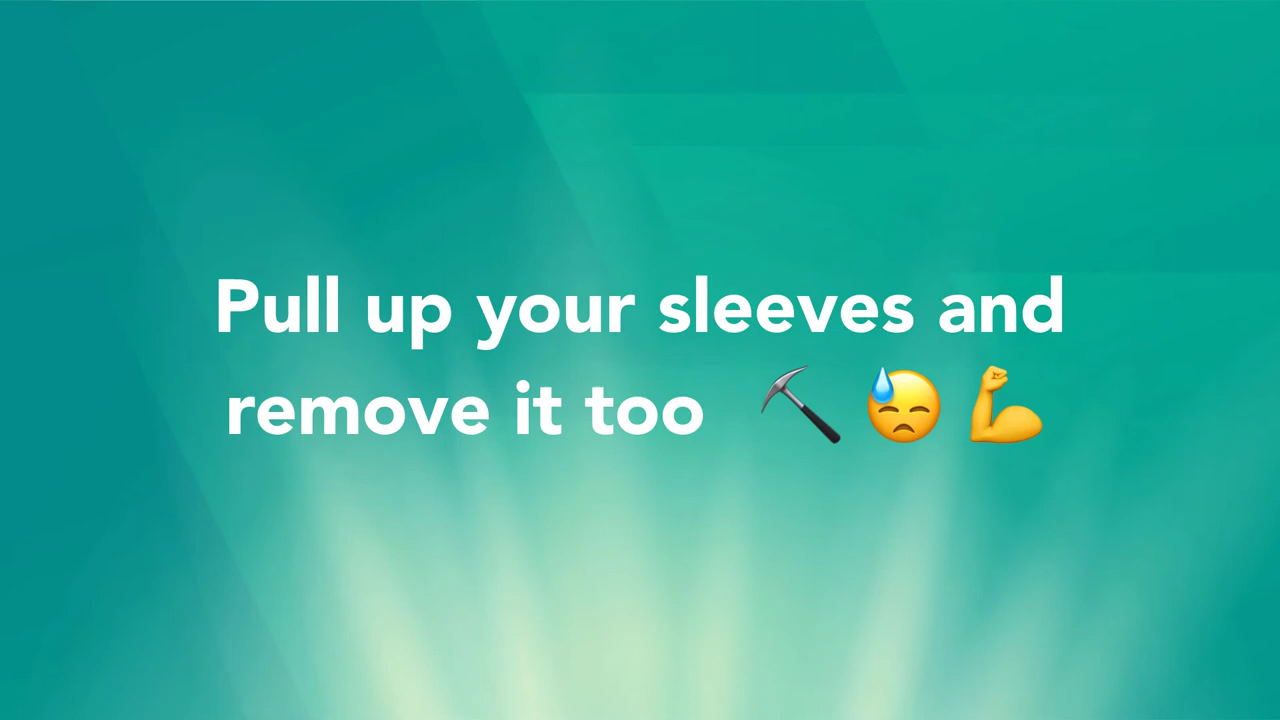 Pull up your sleeves and
remove it too ⛏️ 😓 💪